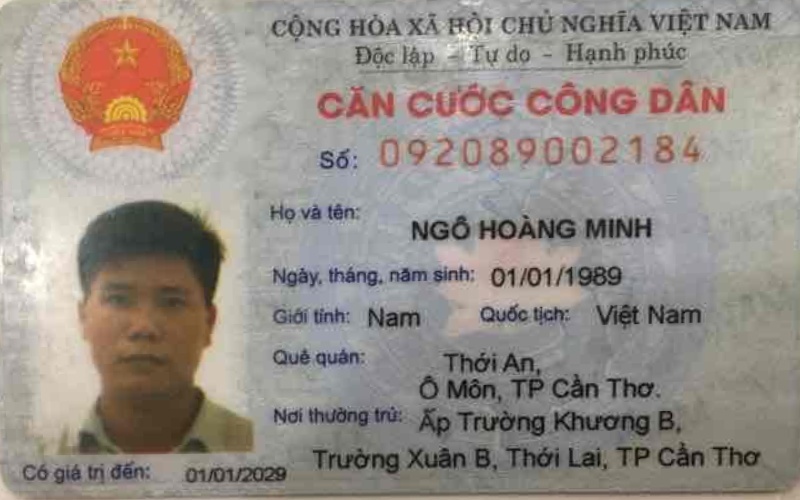 CỘNG HÒA XÃ HỘI CHỦ NGHĨA VIỆT NAM
Độc lập - Tự do - Hạnh phúc
CĂN CƯỚC CÔNG DÂN
Số: 092089002184
Họ và tên:
NGÔ HOÀNG MINH
Ngày, tháng, năm sinh: 01/01/1989
Giới tính: Nam Quốc tịch: Việt Nam
Quê quán: Thới An,
Ô Môn, TP Cần Thơ.
Nơi thường trú: Ấp Trường Khương B,
Trường Xuân B, Thới Lai, TP Cần Thơ
Có giá trị đến: 01/01/2029